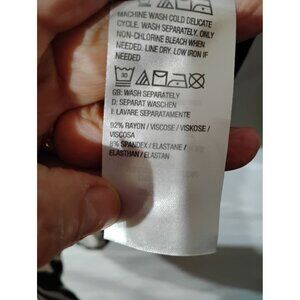 MACHINE WASH COLD DELICATE
CYCLE. WASH SEPARATELY. ONLY
NON-CHLORINE BLEACH WHEN
NEEDED. LINE DRY. LOW IRON IF
NEEDED
30
GB: WASH SEPARATELY
D: SEPARAT WASCHEN
I: LAVARE SEPARATAMENTE
92% RAYON / VISCOSE / VISKOSE /
VISCOSA
8% SPANDEX / ELASTANE /
ELASTHAN / ELASTAN